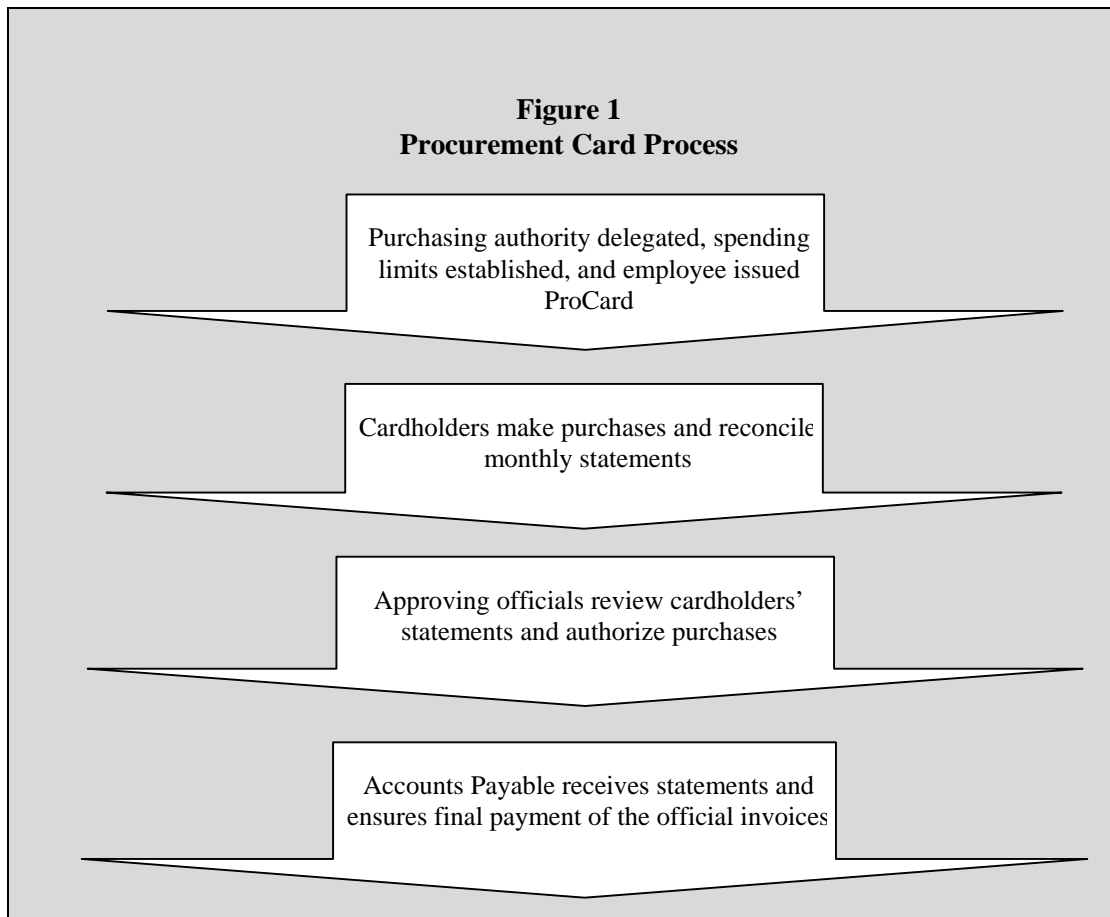 Figure 1
Procurement Card Process
Purchasing authority delegated, spending
limits established, and employee issued
ProCard
Cardholders make purchases and reconcile
monthly statements
Approving officials review cardholders’
statements and authorize purchases
Accounts Payable receives statements and
ensures final payment of the official invoices